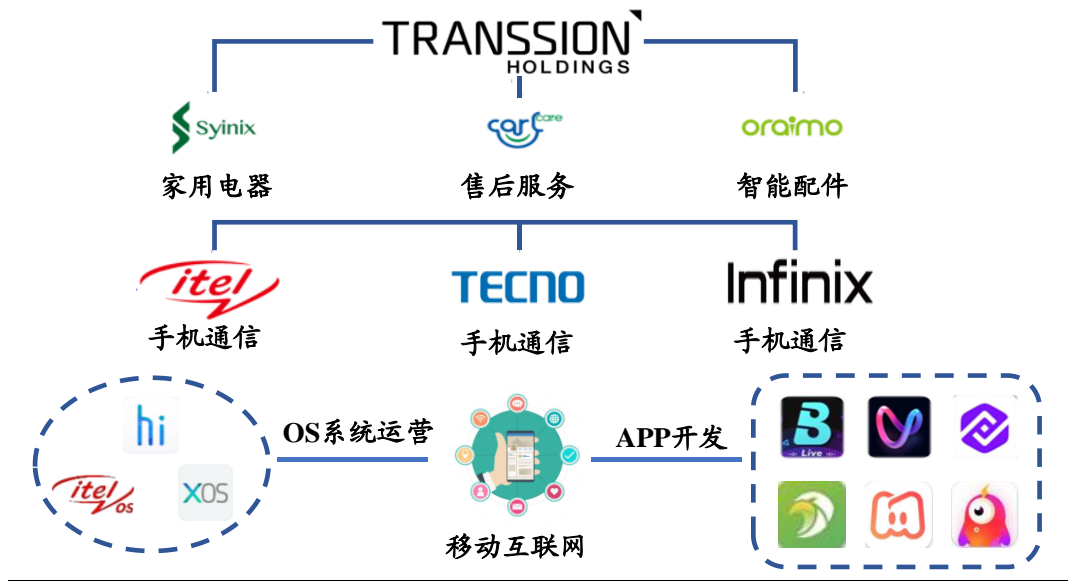 TRANSSION
HOLDINGS
Syinix
carlcare
oraimo
家用电器
售后服务
智能配件
itel
TECNO
Infinix
手机通信
手机通信
手机通信
hi
itel OS
XOS
OS系统运营
APP开发
B
Live
移动互联网